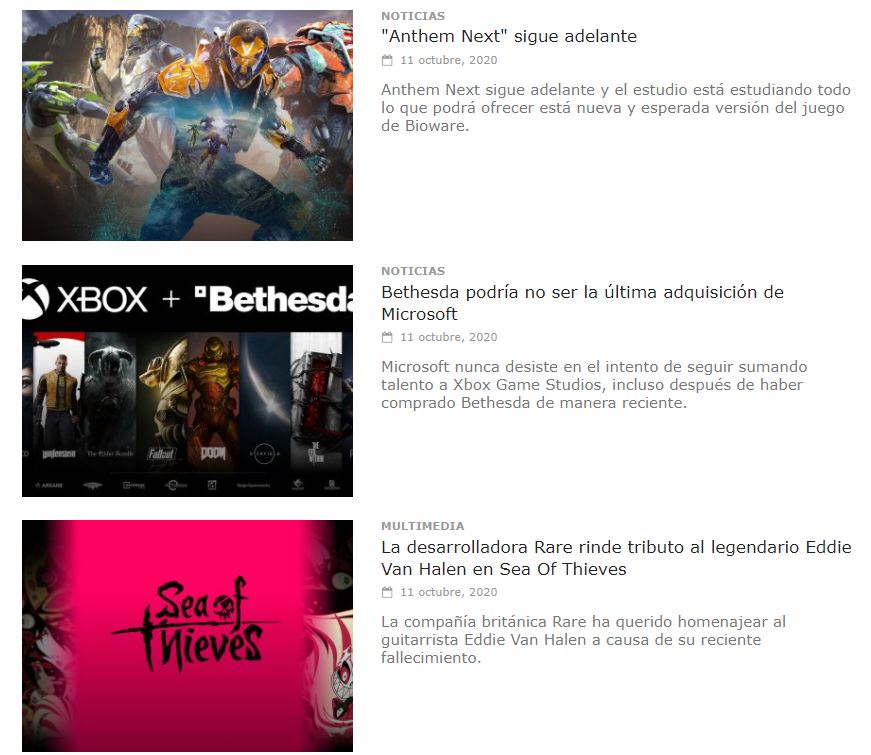 NOTICIAS
"Anthem Next" sigue adelante
11 octubre, 2020
Anthem Next sigue adelante y el estudio está estudiando todo
lo que podrá ofrecer está nueva y esperada versión del juego
de Bioware.
XBOX + Bethesda
Wolfenstein The Elder Scrolls Fallout DOOM STARFIELD THE EVIL WITHIN
ARKANE
NOTICIAS
Bethesda podría no ser la última adquisición de
Microsoft
11 octubre, 2020
Microsoft nunca desiste en el intento de seguir sumando
talento a Xbox Game Studios, incluso después de haber
comprado Bethesda de manera reciente.
Sea of
Thieves
MULTIMEDIA
La desarrolladora Rare rinde tributo al legendario Eddie
Van Halen en Sea Of Thieves
11 octubre, 2020
La compañía británica Rare ha querido homenajear al
guitarrista Eddie Van Halen a causa de su reciente
fallecimiento.